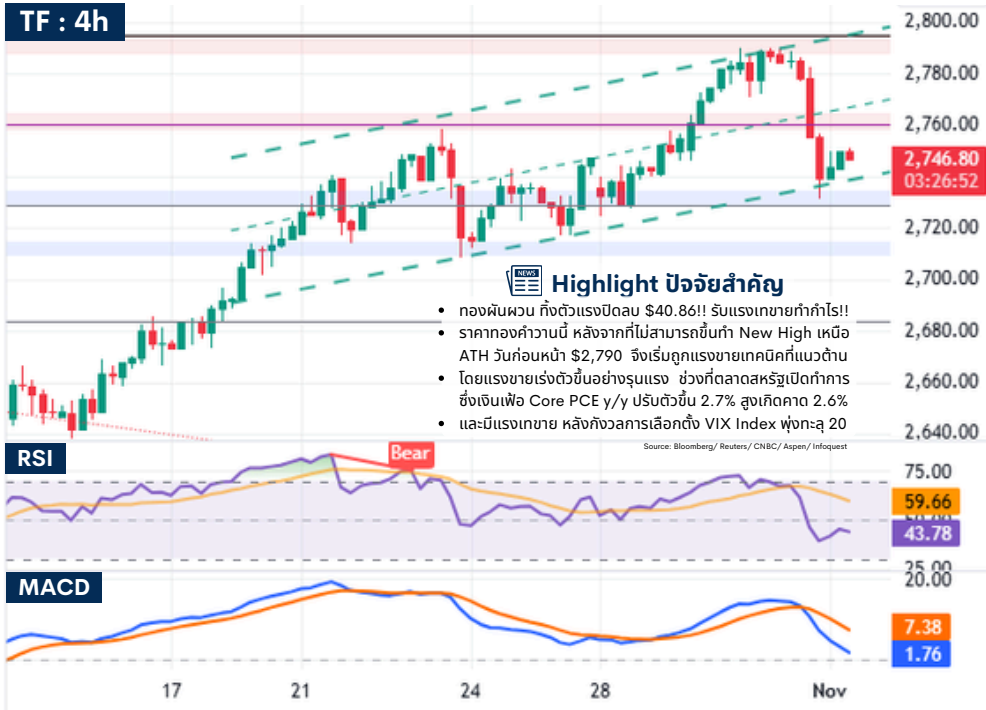 TF : 4h
2,800.00
2,780.00
2,760.00
2,746.80
03:26:52
2,720.00
2,700.00
2,680.00
2,660.00
2,640.00
NEWS
Highlight ปัจจัยสำคัญ
• ทองผันผวน ทิ้งตัวแรงปิดลบ $40.86!! รับแรงเทขายทำกำไร!!
• ราคาทองคำวานนี้ หลังจากที่ไม่สามารถขึ้นทำ New High เหนือ
ATH วันก่อนหน้า $2,790 จึงเริ่มถูกแรงขายเทคนิคที่แนวต้าน
• โดยแรงขายเร่งตัวขึ้นอย่างรุนแรง ช่วงที่ตลาดสหรัฐเปิดทำการ
ซึ่งเงินเฟ้อ Core PCE y/y ปรับตัวขึ้น 2.7% สูงเกิดคาด 2.6%
• และมีแรงเทขาย หลังกังวลการเลือกตั้ง VIX Index พุ่งทะลุ 20
Source: Bloomberg/ Reuters/ CNBC/ Aspen/ Infoquest
RSI
Bear
75.00
59.66
50.00
43.78
25.00
MACD
20.00
7.38
1.76
17
21
24
28
Nov